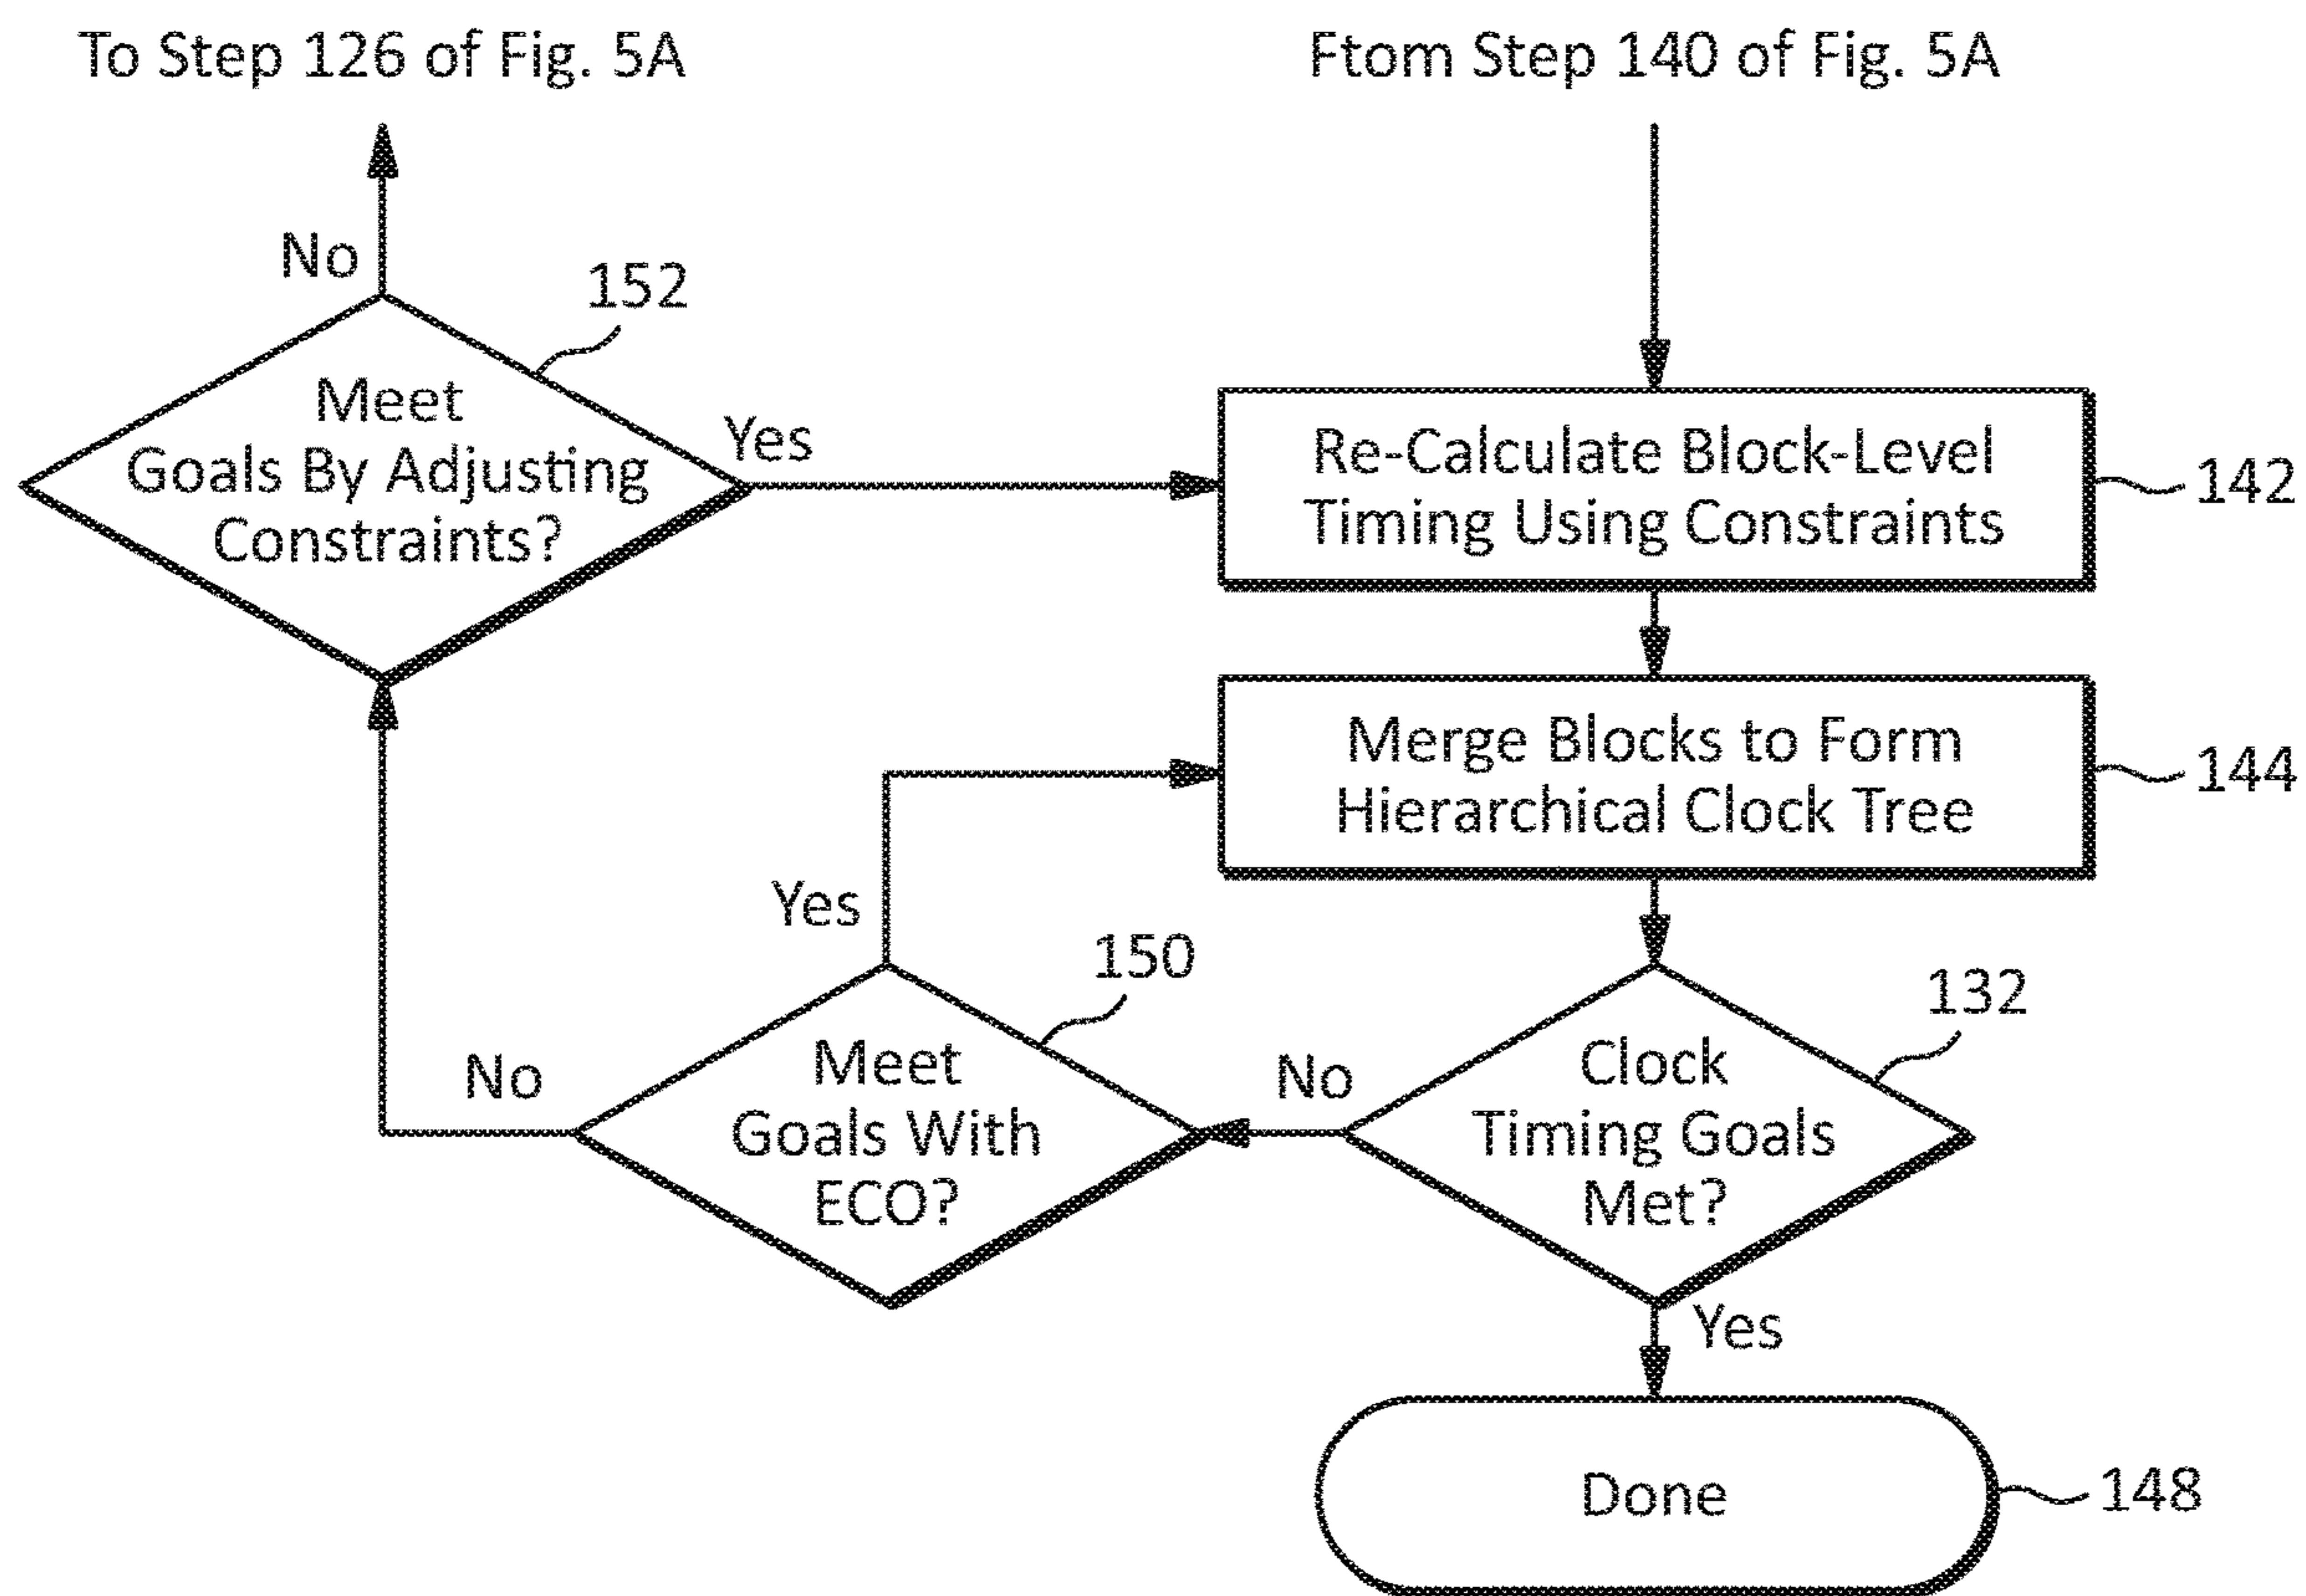 To Step 126 of Fig. 5A
Ftom Step 140 of Fig. 5A
No
152
Meet
Goals By Adjusting
Constraints?
Yes
Re-Calculate Block-Level
Timing Using Constraints
142
Merge Blocks to Form
Hierarchical Clock Tree
144
Yes
150
132
No
Meet
Goals With
ECO?
No
Clock
Timing Goals
Met?
Yes
Done
148